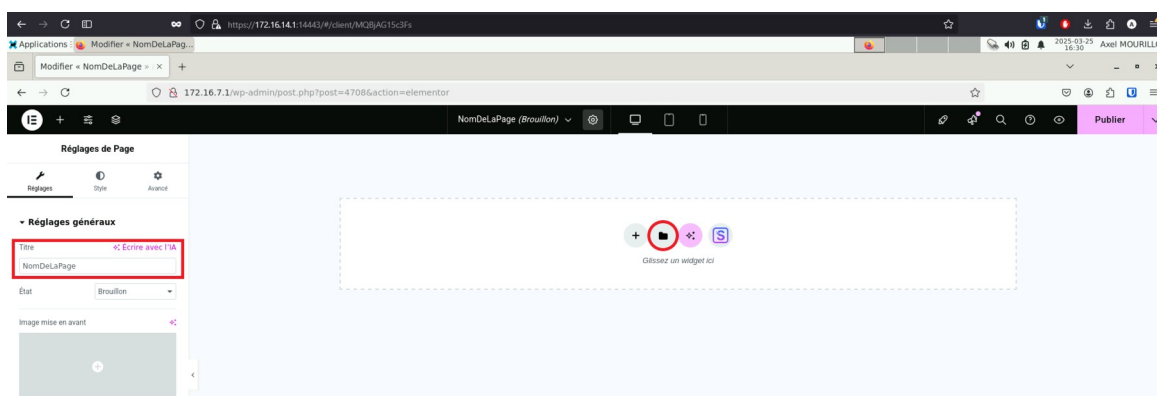 https://172.16.14.1:14443/#/client/MQBjAG15c3Fs
Applications Modifier « NomDeLaPag... 2025-03-25 16:30 Axel MOURILL
Modifier « NomDeLaPage »
172.16.7.1/wp-admin/post.php?post=4708&action=elementor
NomDeLaPage (Brouillon) Publier
Réglages de Page
Réglages Style Avancé
Réglages généraux
Titre Écrire avec l'IA
NomDeLaPage
Glissez un widget ici
État Brouillon
Image mise en avant